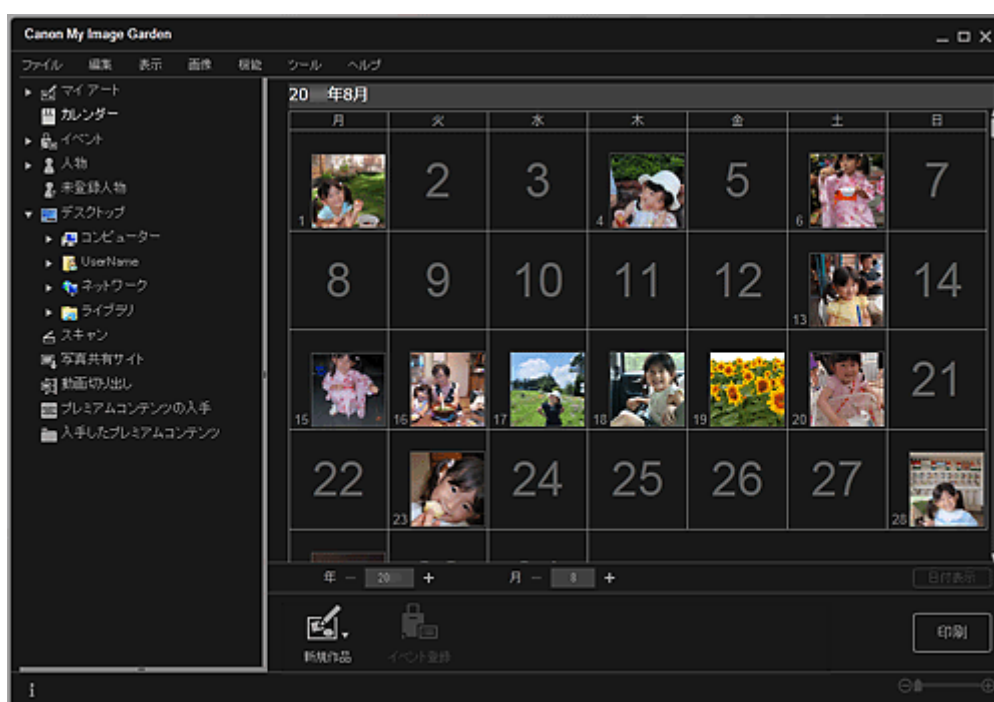 Canon My Image Garden
ファイル 編集 表示 画像 機能 ツール ヘルプ
マイ アート
カレンダー
イベント
人物
未登録人物
デスクトップ
コンピューター
UserName
ネットワーク
ライブラリ
スキャン
写真共有サイト
動画切り出し
プレミアムコンテンツの入手
入手したプレミアムコンテンツ
20 年8月
月 火 水 木 金 土 日
1 2 3 4 5 6 7
8 9 10 11 12 13 14
15 16 17 18 19 20 21
22 23 24 25 26 27 28
年 － 20 + 月 － 8 + 日付表示
新規作品 イベント登録 印刷
i